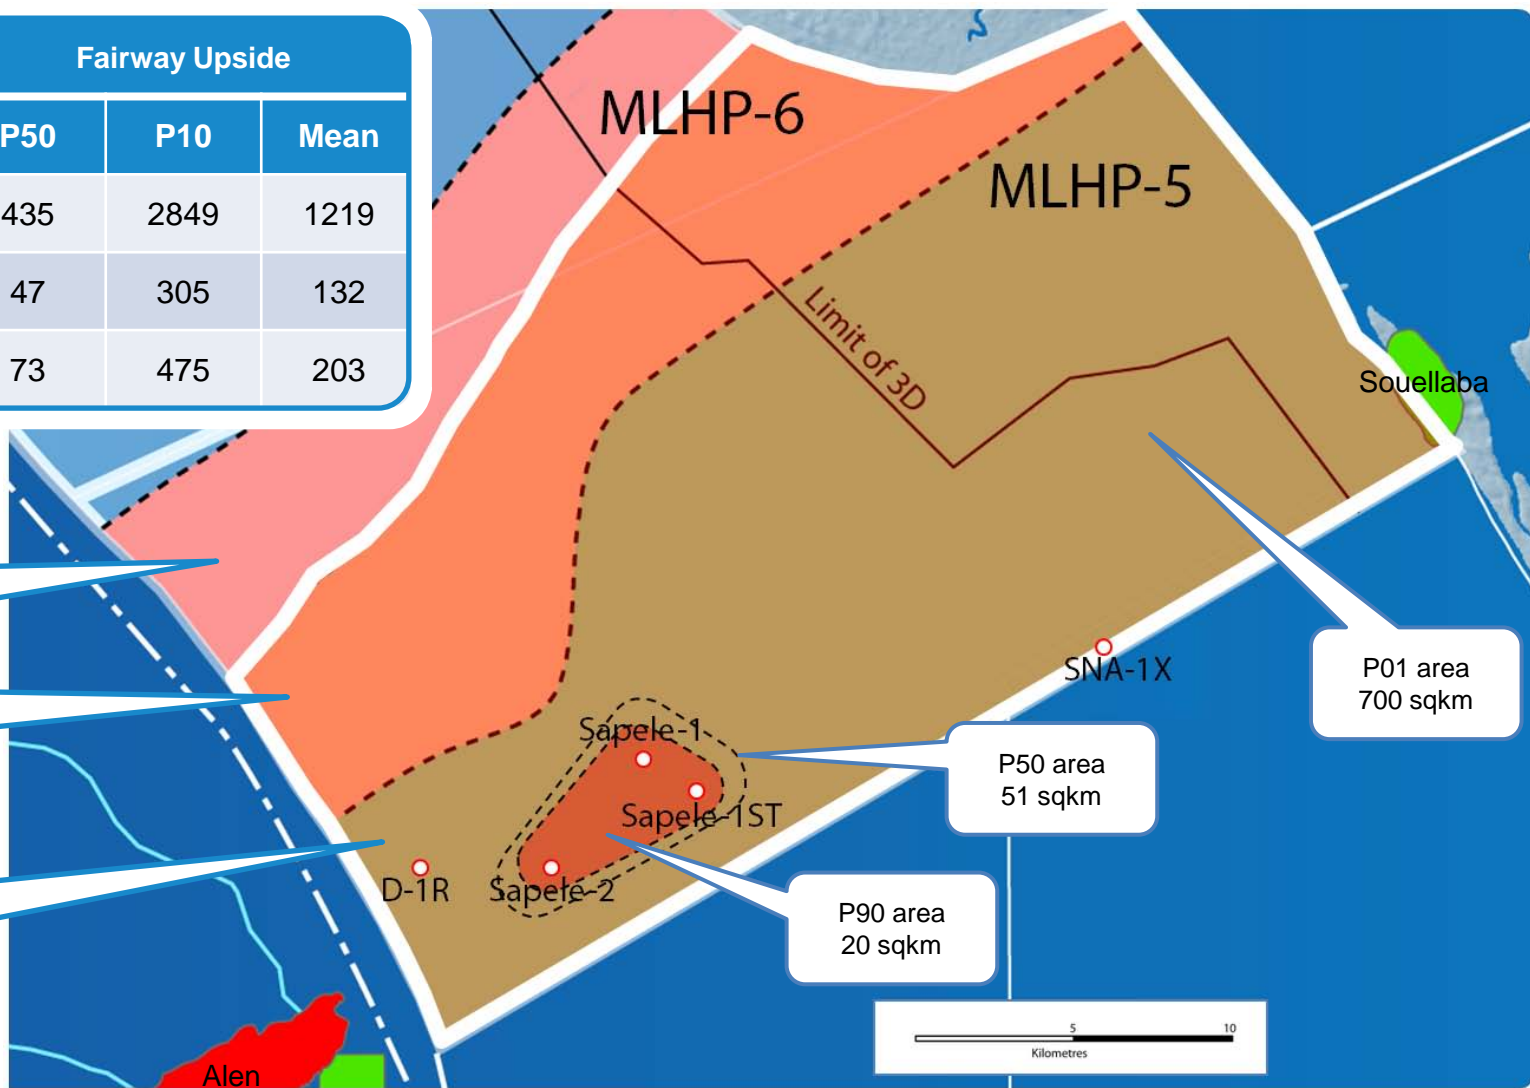 Fairway Upside
P50 P10 Mean
435 2849 1219
47 305 132
73 475 203
MLHP-6
MLHP-5
Limit of 3D
Souellaba
P01 area
700 sqkm
SNA-1X
Sapele-1
P50 area
51 sqkm
Sapele-1ST
D-1R
Sapele-2
P90 area
20 sqkm
5 10
Kilometres
Alen